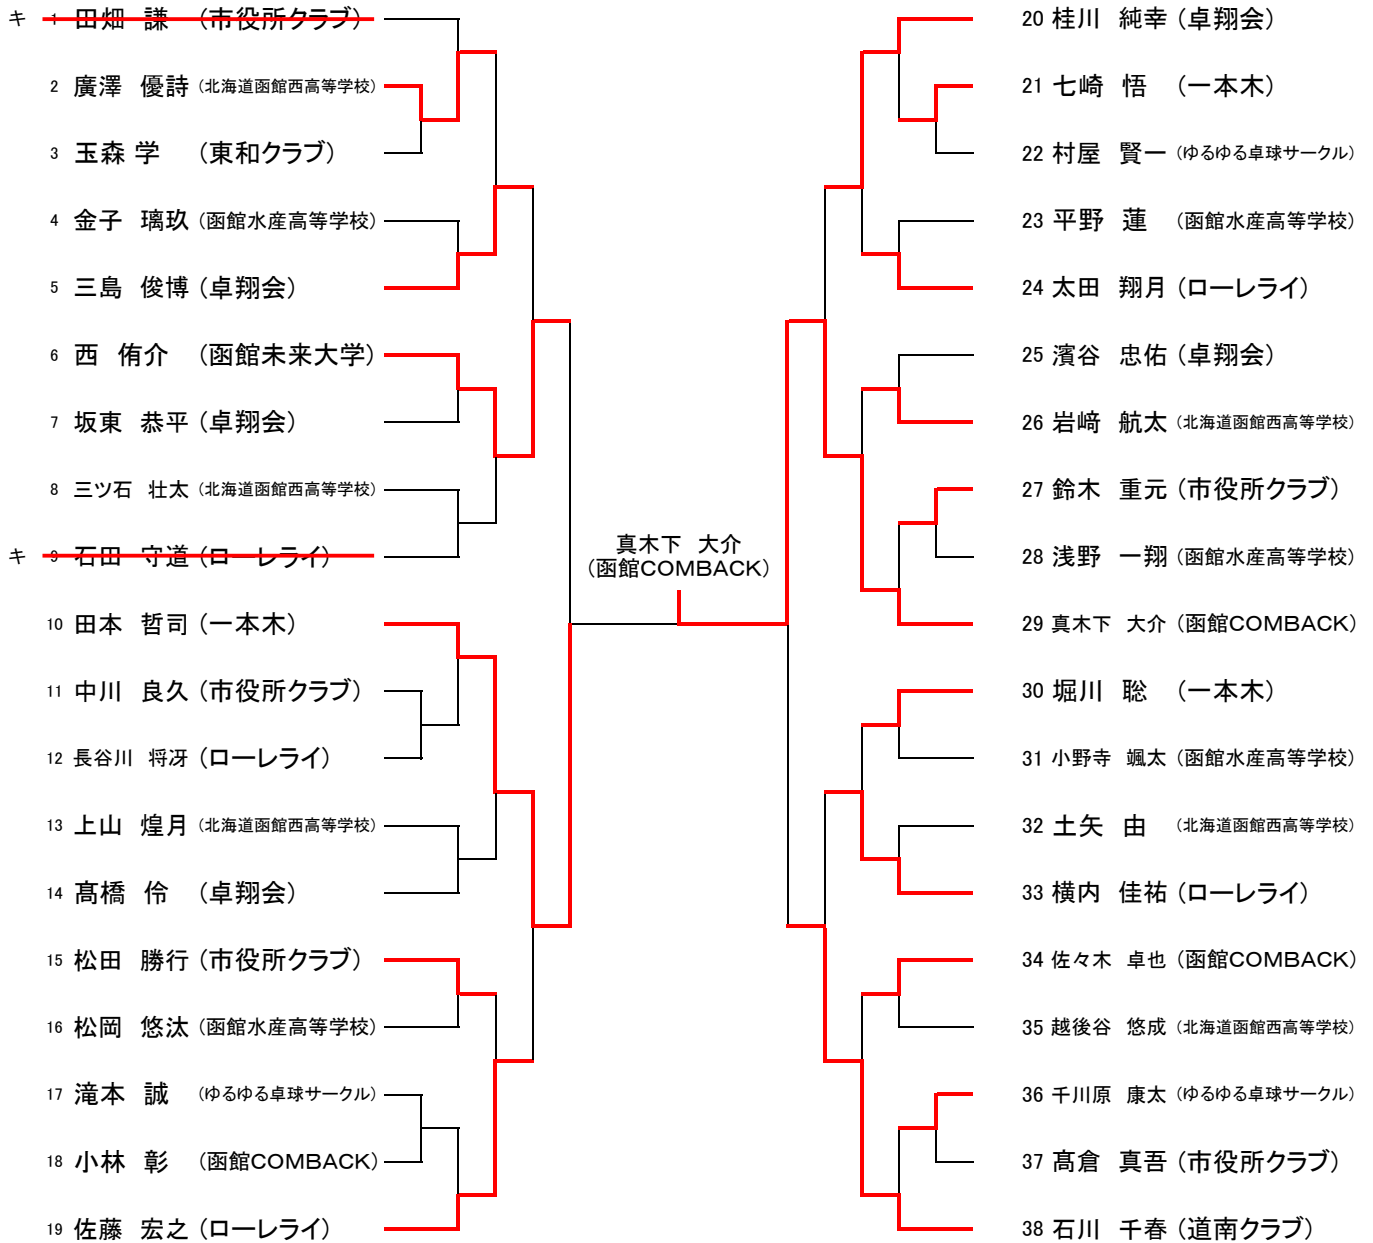 キ 1 田畑 謙 (市役所クラブ)
2 廣澤 優詩 (北海道函館西高等学校)
3 玉森 学 (東和クラブ)
4 金子 璃玖 (函館水産高等学校)
5 三島 俊博 (卓翔会)
6 西 侑介 (函館未来大学)
7 坂東 恭平 (卓翔会)
8 三ツ石 壮太 (北海道函館西高等学校)
キ 9 石田 守道 (ローレライ)
10 田本 哲司 (一本木)
11 中川 良久 (市役所クラブ)
12 長谷川 将冴 (ローレライ)
13 上山 煌月 (北海道函館西高等学校)
14 髙橋 伶 (卓翔会)
15 松田 勝行 (市役所クラブ)
16 松岡 悠汰 (函館水産高等学校)
17 滝本 誠 (ゆるゆる卓球サークル)
18 小林 彰 (函館COMBACK)
19 佐藤 宏之 (ローレライ)
真木下 大介
(函館COMBACK)
20 桂川 純幸 (卓翔会)
21 七崎 悟 (一本木)
22 村屋 賢一 (ゆるゆる卓球サークル)
23 平野 蓮 (函館水産高等学校)
24 太田 翔月 (ローレライ)
25 濱谷 忠佑 (卓翔会)
26 岩﨑 航太 (北海道函館西高等学校)
27 鈴木 重元 (市役所クラブ)
28 浅野 一翔 (函館水産高等学校)
29 真木下 大介 (函館COMBACK)
30 堀川 聡 (一本木)
31 小野寺 颯太 (函館水産高等学校)
32 土矢 由 (北海道函館西高等学校)
33 横内 佳祐 (ローレライ)
34 佐々木 卓也 (函館COMBACK)
35 越後谷 悠成 (北海道函館西高等学校)
36 千川原 康太 (ゆるゆる卓球サークル)
37 髙倉 真吾 (市役所クラブ)
38 石川 千春 (道南クラブ)